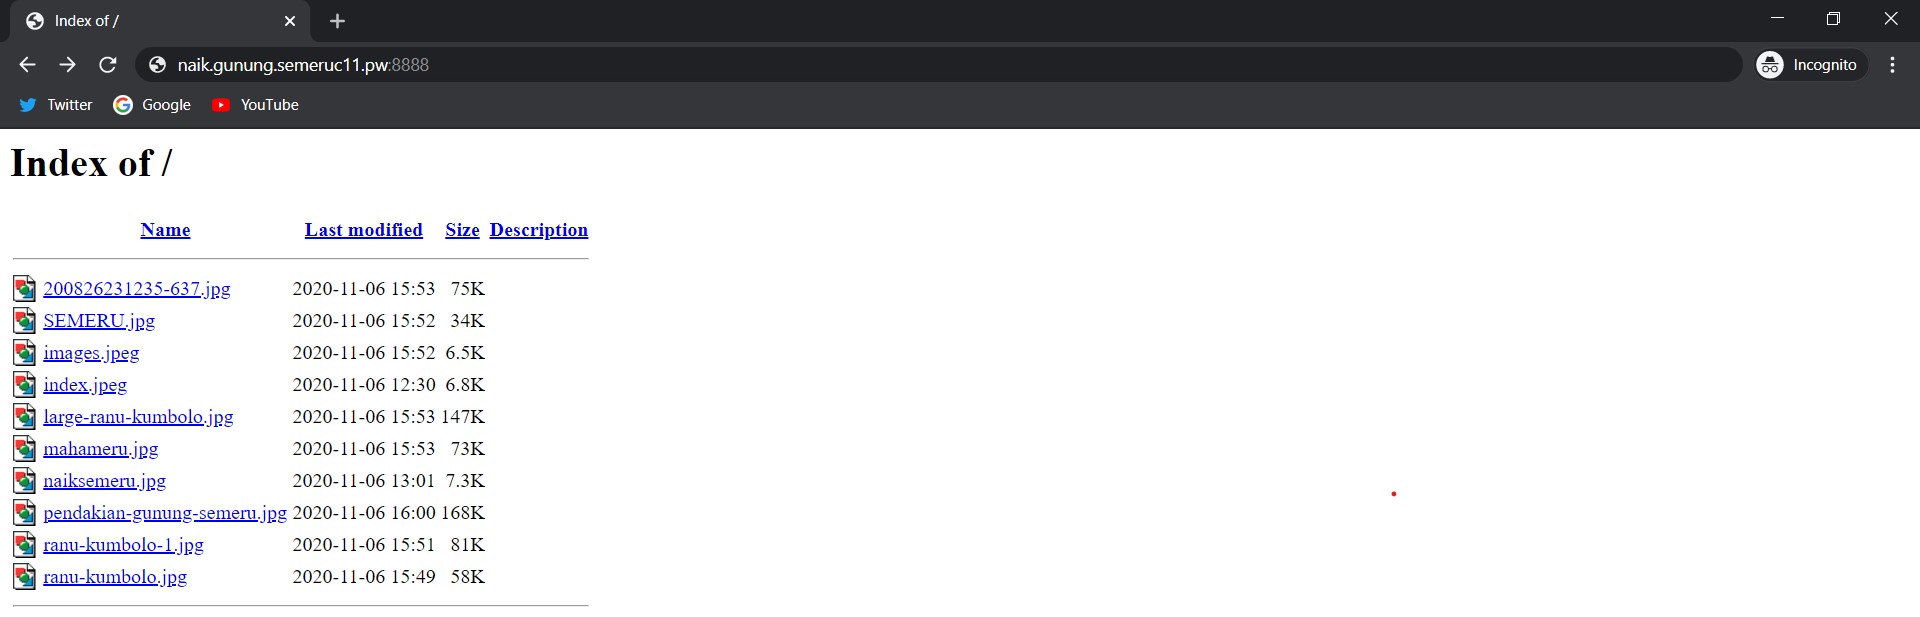 Index of /
naik.gunung.semeruc11.pw:8888
Incognito
Twitter Google YouTube
Index of /
Name Last modified Size Description
200826231235-637.jpg 2020-11-06 15:53 75K
SEMERU.jpg 2020-11-06 15:52 34K
images.jpeg 2020-11-06 15:52 6.5K
index.jpeg 2020-11-06 12:30 6.8K
large-ranu-kumbolo.jpg 2020-11-06 15:53 147K
mahameru.jpg 2020-11-06 15:53 73K
naiksemeru.jpg 2020-11-06 13:01 7.3K
pendakian-gunung-semeru.jpg 2020-11-06 16:00 168K
ranu-kumbolo-1.jpg 2020-11-06 15:51 81K
ranu-kumbolo.jpg 2020-11-06 15:49 58K